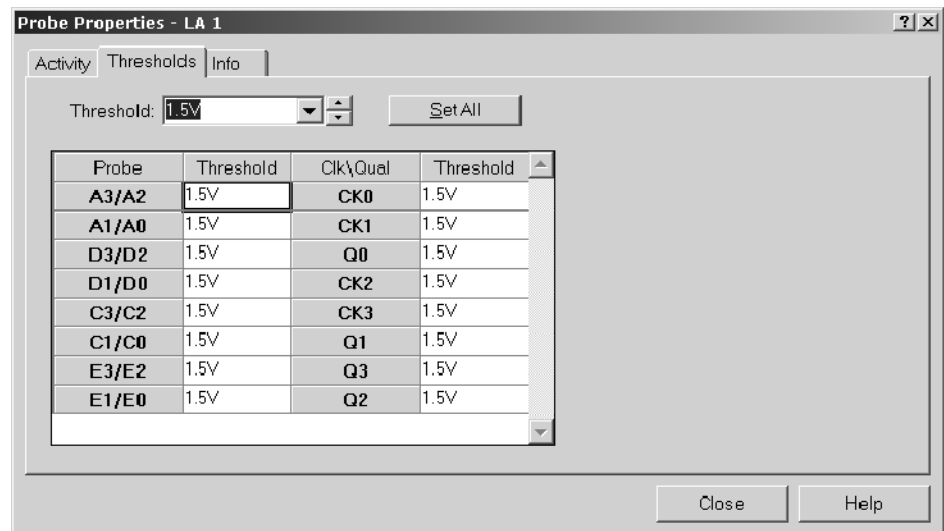 Probe Properties - LA 1
Activity Thresholds Info
Threshold: 1.5V Set All
Probe Threshold Clk\Qual Threshold
A3/A2 1.5V CK0 1.5V
A1/A0 1.5V CK1 1.5V
D3/D2 1.5V Q0 1.5V
D1/D0 1.5V CK2 1.5V
C3/C2 1.5V CK3 1.5V
C1/C0 1.5V Q1 1.5V
E3/E2 1.5V Q3 1.5V
E1/E0 1.5V Q2 1.5V
Close Help